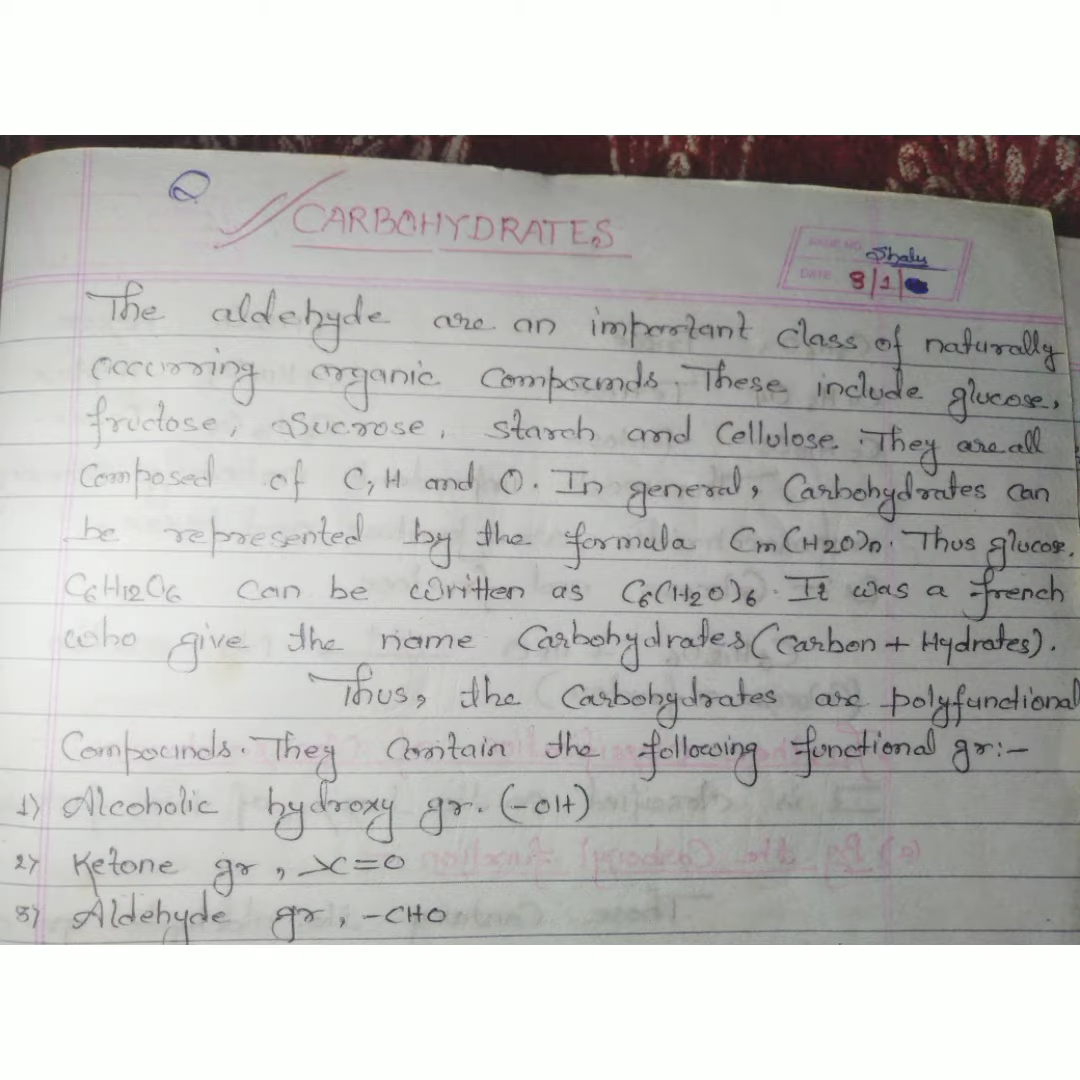 Q
CARBOHYDRATES
PAGE NO. Shalu
DATE 8/1/
The aldehyde are an important class of naturally
occurring organic compounds. These include glucose,
fructose, sucrose, starch and cellulose. They are all
composed of C, H and O. In general, Carbohydrates can
be represented by the formula Cm(H2O)n. Thus glucose.
C6H12O6 can be written as C6(H2O)6. It was a french
who give the name Carbohydrates (carbon + Hydrates).
Thus, the carbohydrates are polyfunctional
compounds. They contain the following functional gr:-
1) Alcoholic hydroxy gr. (-OH)
2) Ketone gr, >C=O
3) Aldehyde gr, -CHO